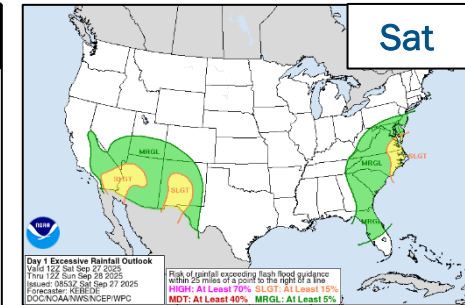 Sat
MRGL
SLGT
SLGT
MRGL
SLGT
MRGL
NOAA
Day 1 Excessive Rainfall Outlook
Valid 12Z Sat Sep 27 2025
Thru 12Z Sun Sep 28 2025
Issued: 0853Z Sat Sep 27 2025
Forecaster: KEBEDE
DOC/NOAA/NWS/NCEP/WPC
Risk of rainfall exceeding flash flood guidance
within 25 miles of a point to the right of a line
HIGH: At Least 70% SLGT: At Least 15%
MDT: At Least 40% MRGL: At Least 5%